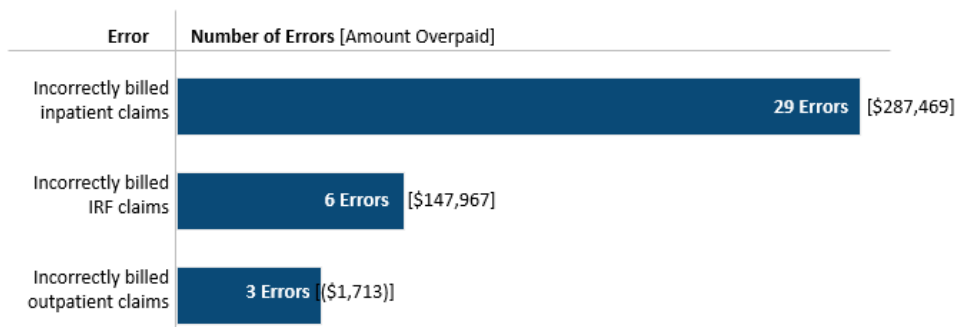 Error Number of Errors [Amount Overpaid]
Incorrectly billed
inpatient claims
29 Errors [$287,469]
Incorrectly billed
IRF claims
6 Errors [$147,967]
Incorrectly billed
outpatient claims
3 Errors [($1,713)]